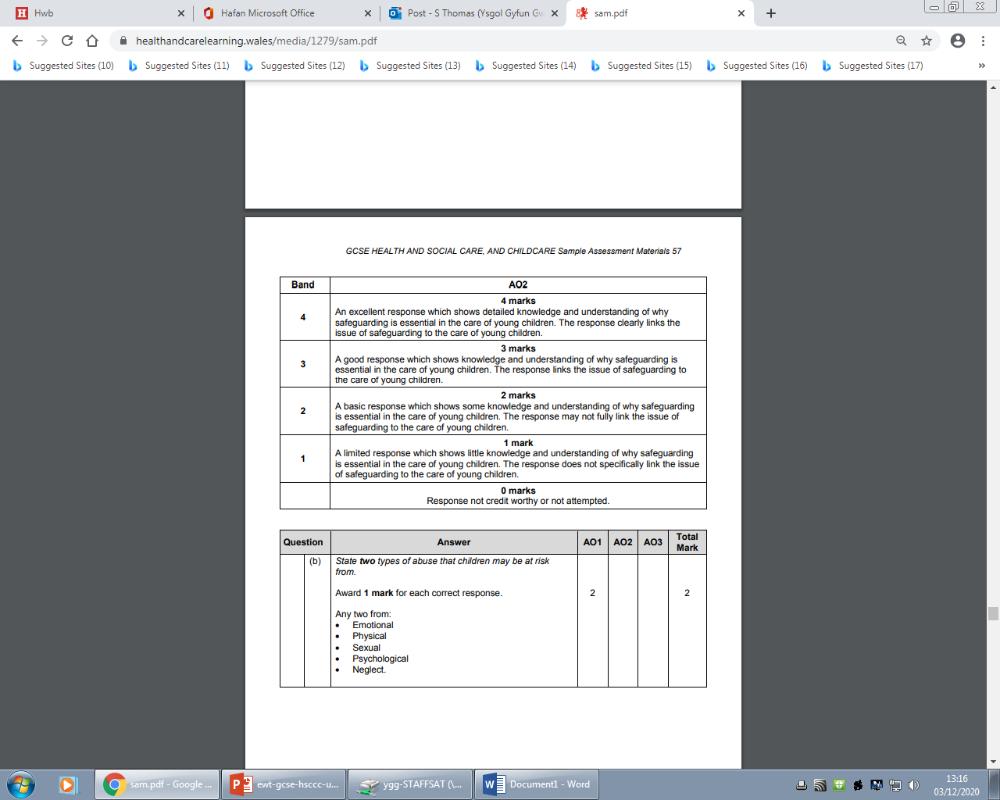 Hwb
Hafan Microsoft Office
Post - S Thomas (Ysgol Gyfun Gw
sam.pdf
healthandcarelearning.wales/media/1279/sam.pdf
Suggested Sites (10)
Suggested Sites (11)
Suggested Sites (12)
Suggested Sites (13)
Suggested Sites (14)
Suggested Sites (15)
Suggested Sites (16)
Suggested Sites (17)
GCSE HEALTH AND SOCIAL CARE, AND CHILDCARE Sample Assessment Materials 57
Band AO2
4 marks
4
An excellent response which shows detailed knowledge and understanding of why
safeguarding is essential in the care of young children. The response clearly links the
issue of safeguarding to the care of young children.
3 marks
3
A good response which shows knowledge and understanding of why safeguarding is
essential in the care of young children. The response links the issue of safeguarding to
the care of young children.
2 marks
2
A basic response which shows some knowledge and understanding of why safeguarding
is essential in the care of young children. The response may not fully link the issue of
safeguarding to the care of young children.
1 mark
1
A limited response which shows little knowledge and understanding of why safeguarding
is essential in the care of young children. The response does not specifically link the issue
of safeguarding to the care of young children.
0 marks
Response not credit worthy or not attempted.
Question Answer AO1 AO2 AO3 Total Mark
(b) State two types of abuse that children may be at risk
from.
Award 1 mark for each correct response. 2 2
Any two from:
• Emotional
• Physical
• Sexual
• Psychological
• Neglect.
sam.pdf - Google ...
ewt-gcse-hsccc-u...
ygg-STAFFSAT (\\...
Document1 - Word
13:16
03/12/2020